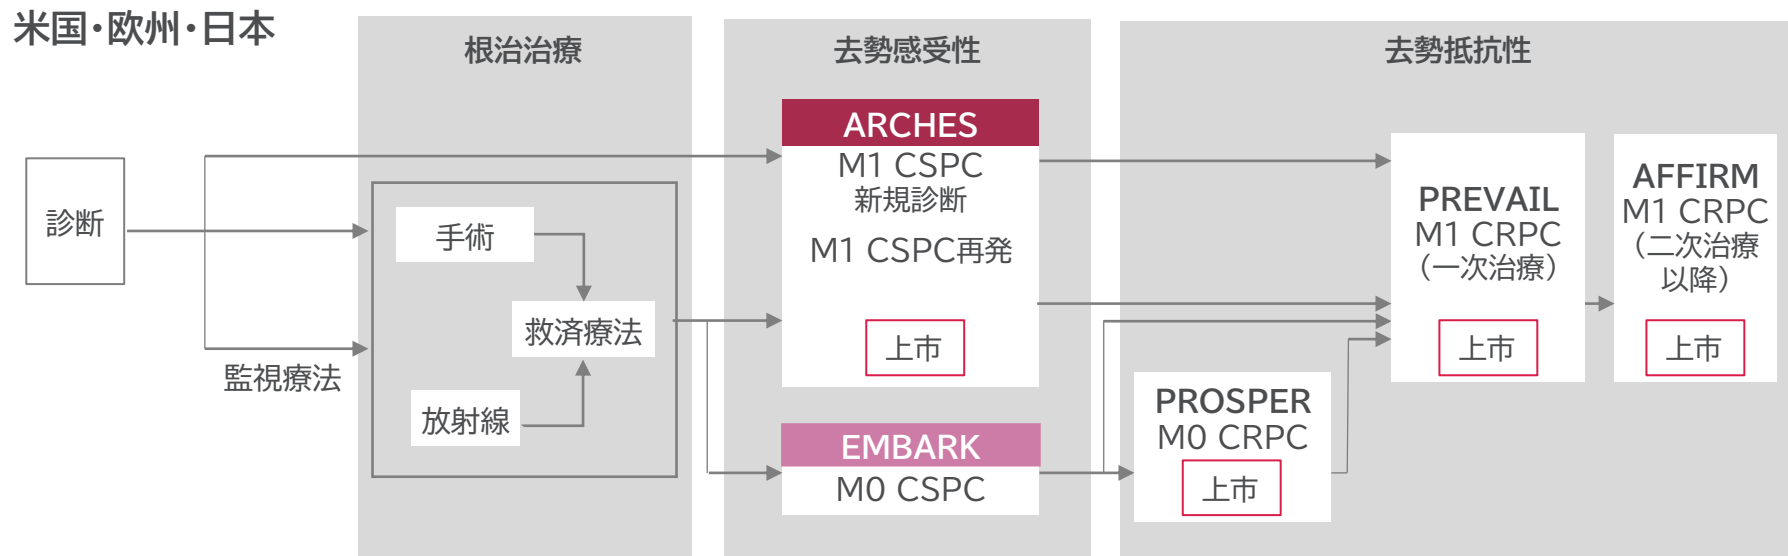 米国・欧州・日本
根治治療
去勢感受性
去勢抵抗性
診断
監視療法
手術
救済療法
放射線
ARCHES
M1 CSPC
新規診断
M1 CSPC再発
上市
EMBARK
M0 CSPC
PROSPER
M0 CRPC
上市
PREVAIL
M1 CRPC
（一次治療）
上市
AFFIRM
M1 CRPC
（二次治療
以降）
上市